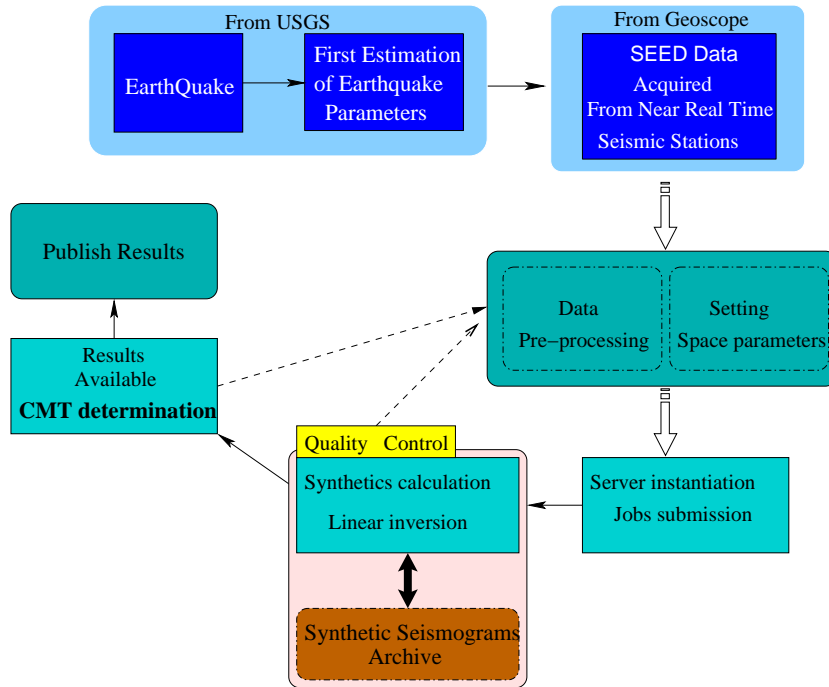 From USGS
EarthQuake
First Estimation
of Earthquake
Parameters
From Geoscope
SEED Data
Acquired
From Near Real Time
Seismic Stations
Publish Results
Data
Pre−processing
Setting
Space parameters
Results
Available
CMT determination
Quality Control
Synthetics calculation
Linear inversion
Server instantiation
Jobs submission
Synthetic Seismograms
Archive